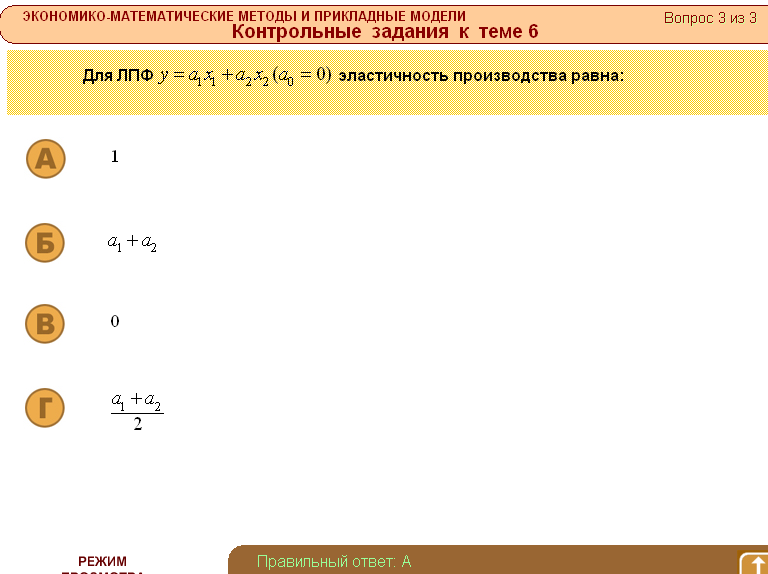 ЭКОНОМИКО-МАТЕМАТИЧЕСКИЕ МЕТОДЫ И ПРИКЛАДНЫЕ МОДЕЛИ
Вопрос 3 из 3
Контрольные задания к теме 6
Для ЛПФ y = a₁x₁ + a₂x₂ (a₀ = 0) эластичность производства равна:
А 1
Б a₁ + a₂
В 0
Г (a₁ + a₂)/2
РЕЖИМ
Правильный ответ: А